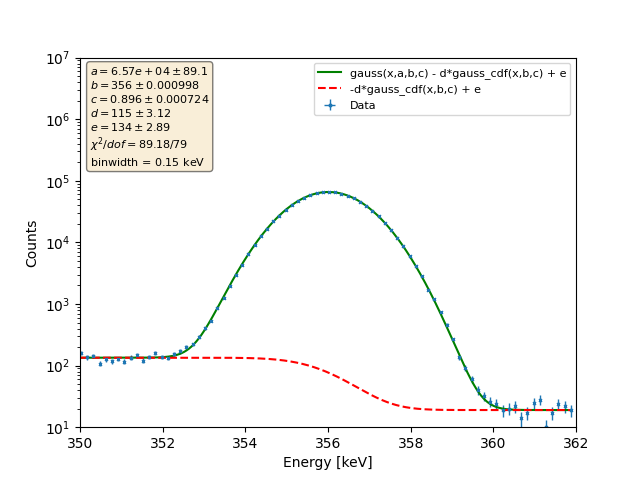 a = 6.57e + 04 ± 89.1
b = 356 ± 0.000998
c = 0.896 ± 0.000724
d = 115 ± 3.12
e = 134 ± 2.89
χ²/dof = 89.18/79
binwidth = 0.15 keV
gauss(x,a,b,c) - d*gauss_cdf(x,b,c) + e
-d*gauss_cdf(x,b,c) + e
Data
10⁷
10⁶
10⁵
10⁴
10³
10²
10¹
Counts
350 352 354 356 358 360 362
Energy [keV]